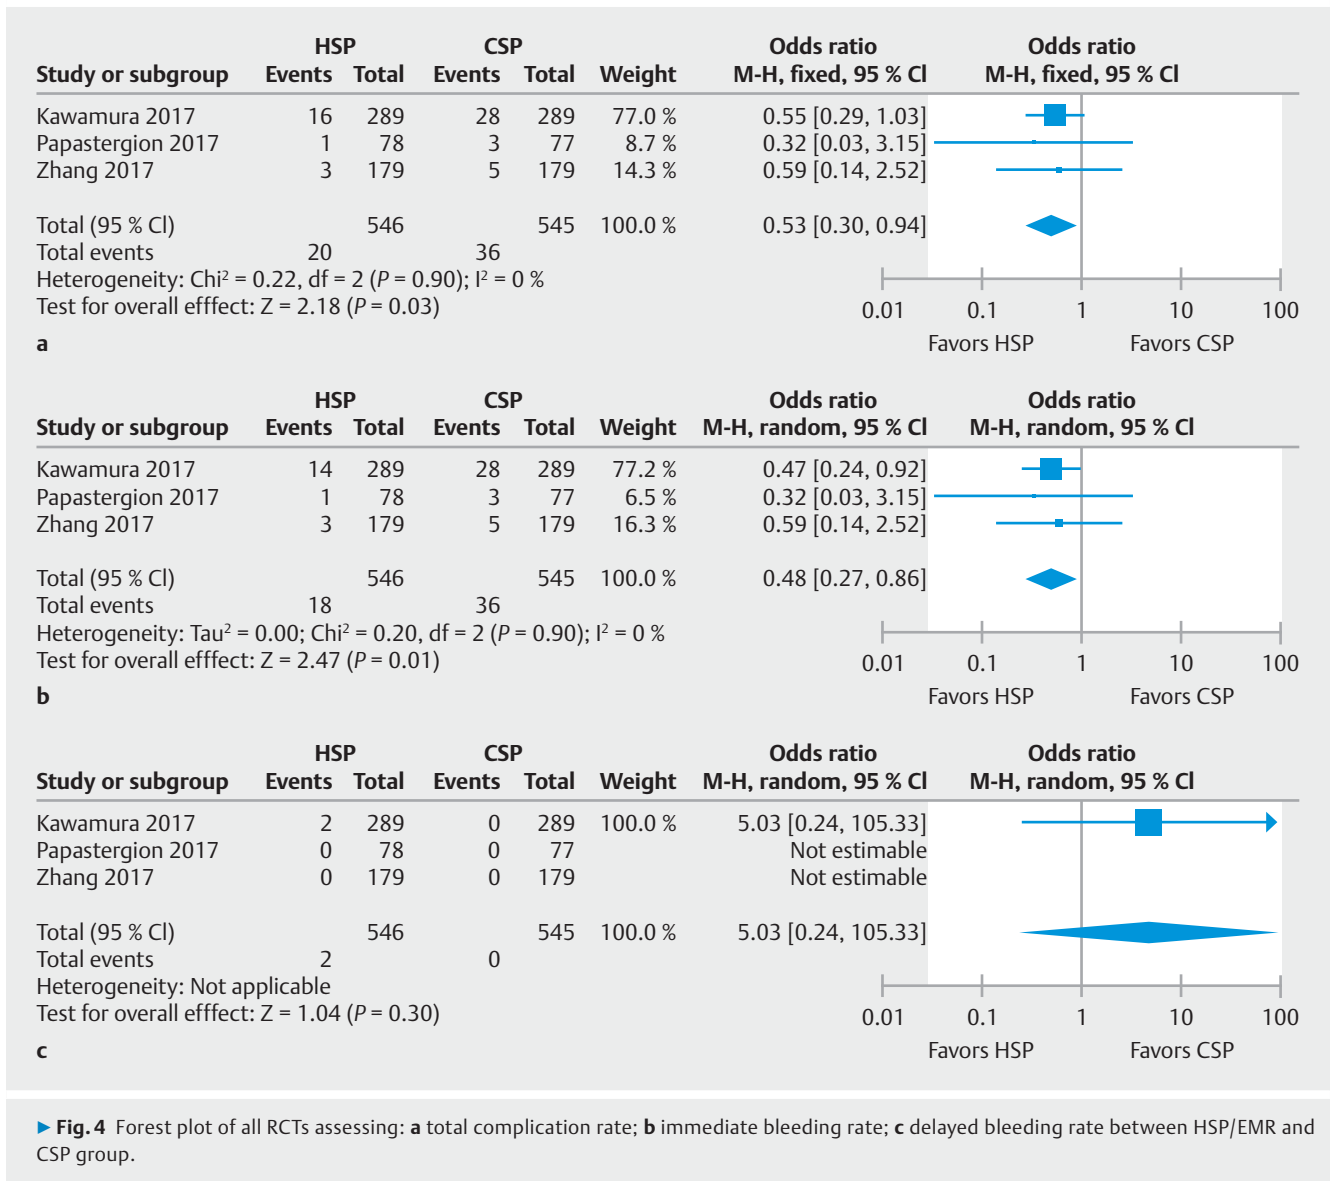 HSP CSP Odds ratio Odds ratio
Study or subgroup Events Total Events Total Weight M-H, fixed, 95 % Cl M-H, fixed, 95 % Cl
Kawamura 2017 16 289 28 289 77.0 % 0.55 [0.29, 1.03]
Papastergion 2017 1 78 3 77 8.7 % 0.32 [0.03, 3.15]
Zhang 2017 3 179 5 179 14.3 % 0.59 [0.14, 2.52]
Total (95 % Cl) 546 545 100.0 % 0.53 [0.30, 0.94]
Total events 20 36
Heterogeneity: Chi² = 0.22, df = 2 (P = 0.90); I² = 0 %
Test for overall efffect: Z = 2.18 (P = 0.03)
0.01 0.1 1 10 100
a Favors HSP Favors CSP
HSP CSP Odds ratio Odds ratio
Study or subgroup Events Total Events Total Weight M-H, random, 95 % Cl M-H, random, 95 % Cl
Kawamura 2017 14 289 28 289 77.2 % 0.47 [0.24, 0.92]
Papastergion 2017 1 78 3 77 6.5 % 0.32 [0.03, 3.15]
Zhang 2017 3 179 5 179 16.3 % 0.59 [0.14, 2.52]
Total (95 % Cl) 546 545 100.0 % 0.48 [0.27, 0.86]
Total events 18 36
Heterogeneity: Tau² = 0.00; Chi² = 0.20, df = 2 (P = 0.90); I² = 0 %
Test for overall efffect: Z = 2.47 (P = 0.01)
0.01 0.1 1 10 100
b Favors HSP Favors CSP
HSP CSP Odds ratio Odds ratio
Study or subgroup Events Total Events Total Weight M-H, random, 95 % Cl M-H, random, 95 % Cl
Kawamura 2017 2 289 0 289 100.0 % 5.03 [0.24, 105.33]
Papastergion 2017 0 78 0 77 Not estimable
Zhang 2017 0 179 0 179 Not estimable
Total (95 % Cl) 546 545 100.0 % 5.03 [0.24, 105.33]
Total events 2 0
Heterogeneity: Not applicable
Test for overall efffect: Z = 1.04 (P = 0.30)
0.01 0.1 1 10 100
c Favors HSP Favors CSP
▶ Fig. 4 Forest plot of all RCTs assessing: a total complication rate; b immediate bleeding rate; c delayed bleeding rate between HSP/EMR and
CSP group.